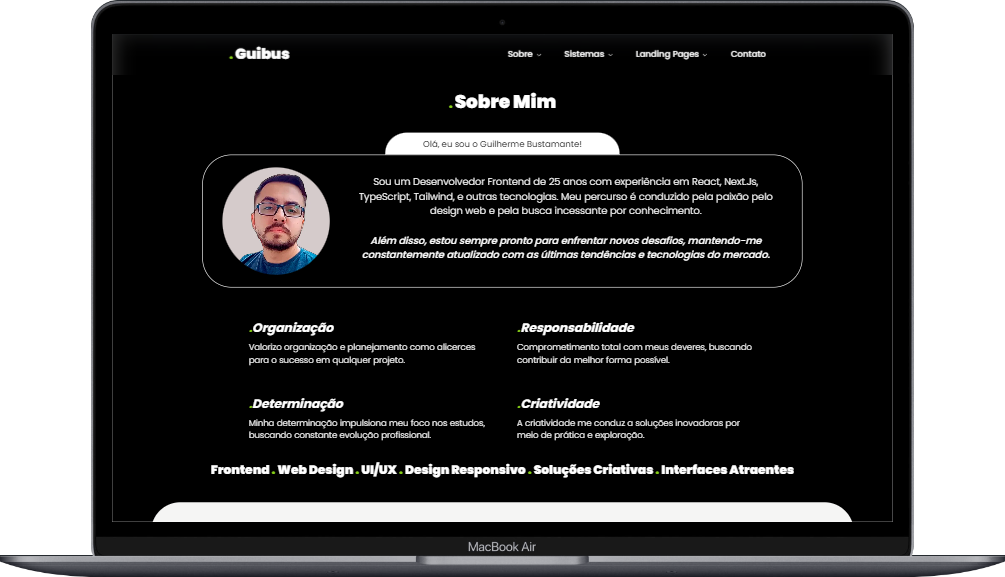 .Guibus
Sobre
Sistemas
Landing Pages
Contato
.Sobre Mim
Olá, eu sou o Guilherme Bustamante!
Sou um Desenvolvedor Frontend de 25 anos com experiência em React, Next.Js,
TypeScript, Tailwind, e outras tecnologias. Meu percurso é conduzido pela paixão pelo
design web e pela busca incessante por conhecimento.
Além disso, estou sempre pronto para enfrentar novos desafios, mantendo-me
constantemente atualizado com as últimas tendências e tecnologias do mercado.
.Organização
Valorizo organização e planejamento como alicerces
para o sucesso em qualquer projeto.
.Responsabilidade
Comprometimento total com meus deveres, buscando
contribuir da melhor forma possível.
.Determinação
Minha determinação impulsiona meu foco nos estudos,
buscando constante evolução profissional.
.Criatividade
A criatividade me conduz a soluções inovadoras por
meio de prática e exploração.
Frontend . Web Design . UI/UX . Design Responsivo . Soluções Criativas . Interfaces Atraentes
MacBook Air